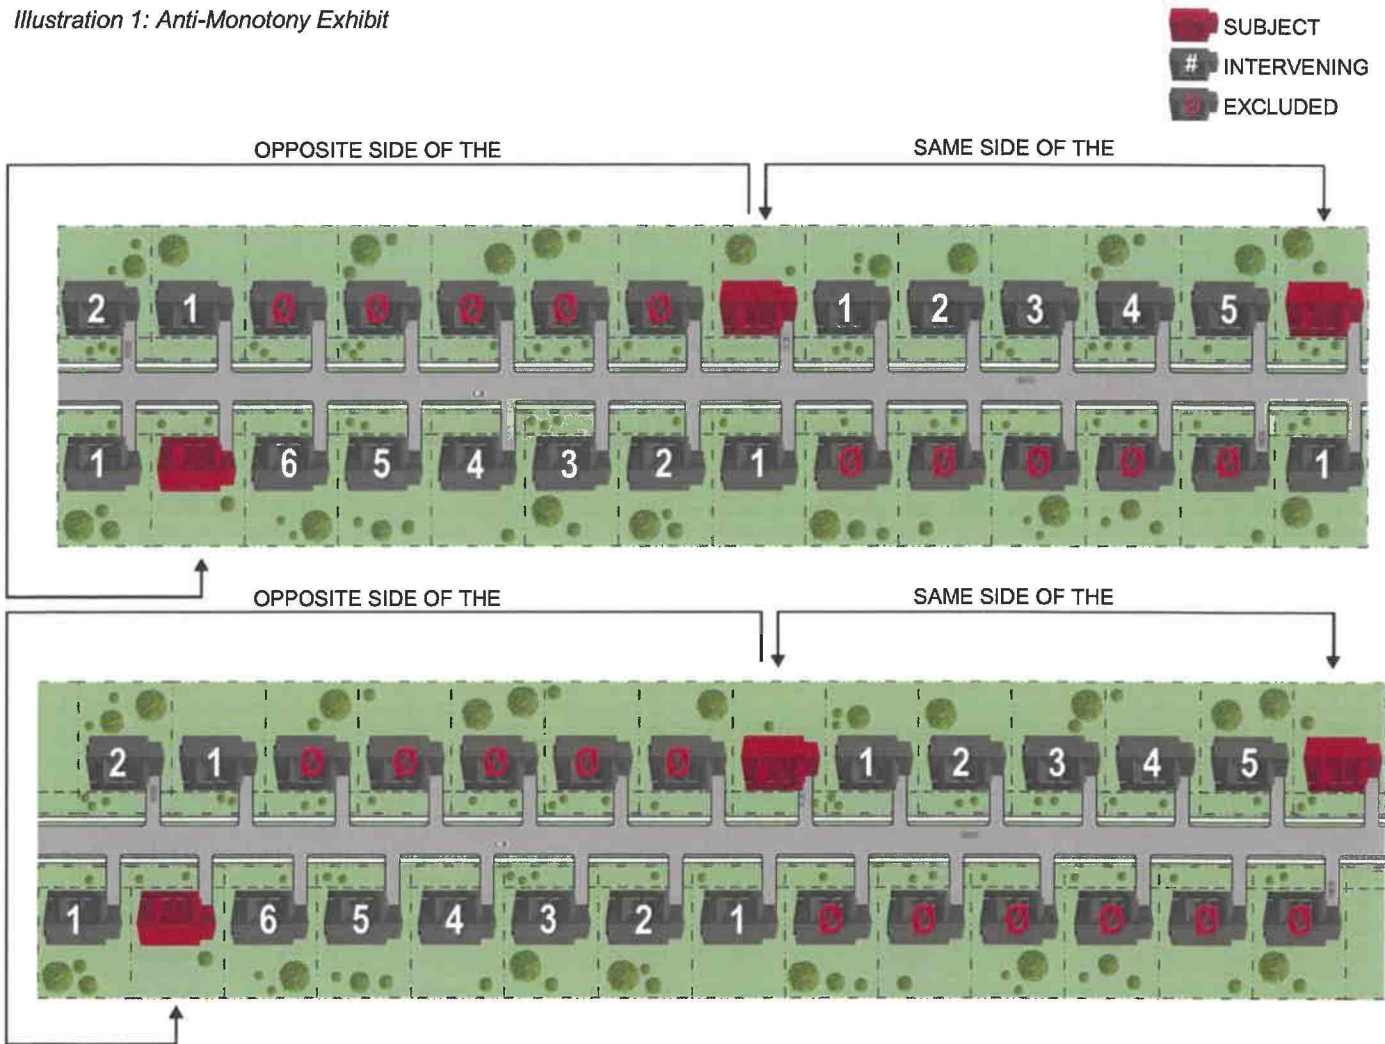 Illustration 1: Anti-Monotony Exhibit
SUBJECT
# INTERVENING
Ø EXCLUDED
OPPOSITE SIDE OF THE SAME SIDE OF THE
2 1 Ø Ø Ø Ø Ø 1 2 3 4 5
1 6 5 4 3 2 1 Ø Ø Ø Ø Ø 1
OPPOSITE SIDE OF THE SAME SIDE OF THE
2 1 Ø Ø Ø Ø Ø 1 2 3 4 5
1 6 5 4 3 2 1 Ø Ø Ø Ø Ø Ø